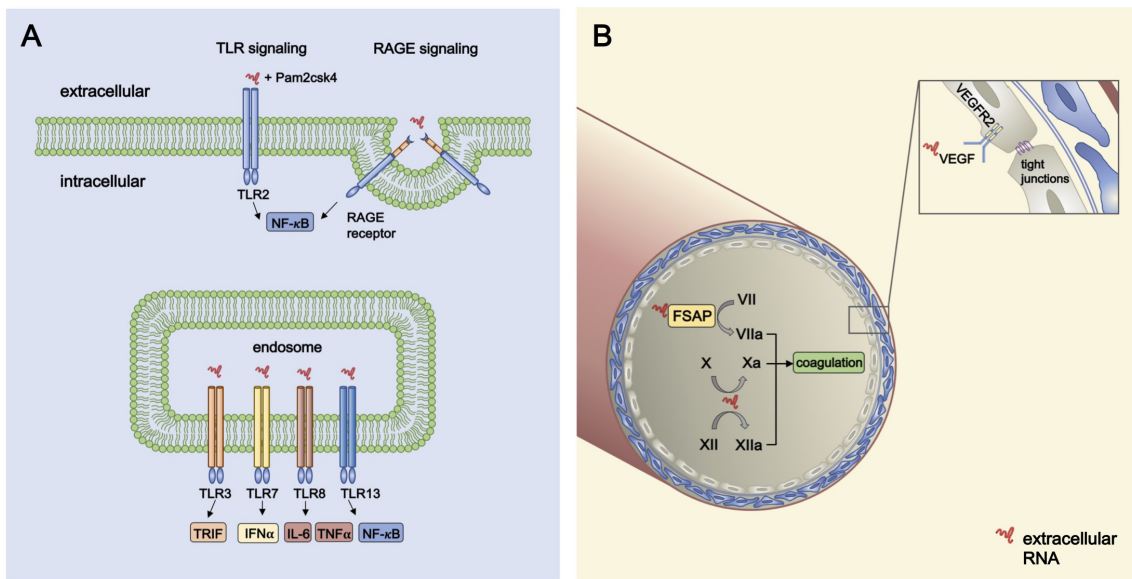 A
TLR signaling
RAGE signaling
+ Pam2csk4
extracellular
intracellular
TLR2
NF-κB
RAGE
receptor
endosome
TLR3
TLR7
TLR8
TLR13
TRIF
IFNα
IL-6
TNFα
NF-κB
B
VEGFR2
VEGF
tight
junctions
FSAP
VII
VIIa
X
Xa
coagulation
XII
XIIa
extracellular
RNA